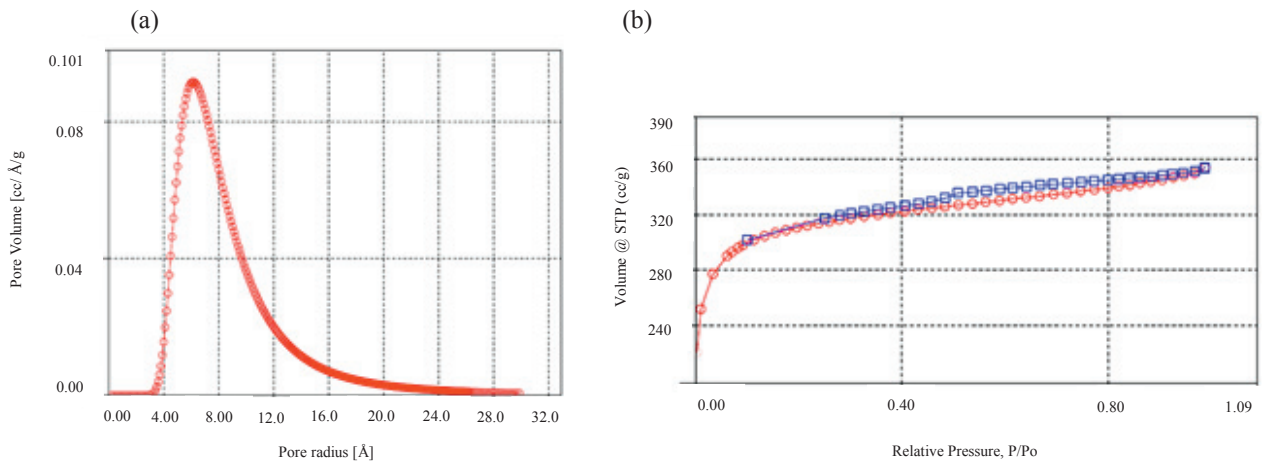 (a)
0.101
0.08
0.04
0.00
Pore Volume [cc/ Å/g
0.00 4.00 8.00 12.0 16.0 20.0 24.0 28.0 32.0
Pore radius [Å]
(b)
390
360
320
280
240
Volume @ STP (cc/g)
0.00 0.40 0.80 1.09
Relative Pressure, P/Po